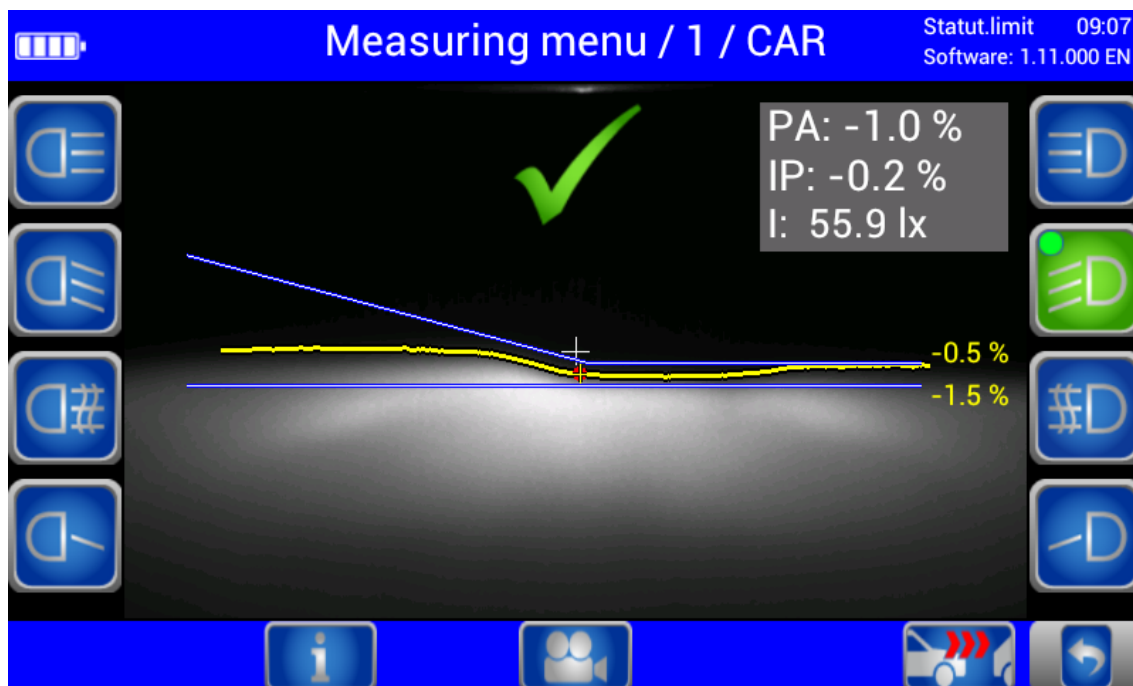 Measuring menu / 1 / CAR
Statut.limit 09:07
Software: 1.11.000 EN
PA: -1.0 %
IP: -0.2 %
I: 55.9 lx
-0.5 %
-1.5 %
i